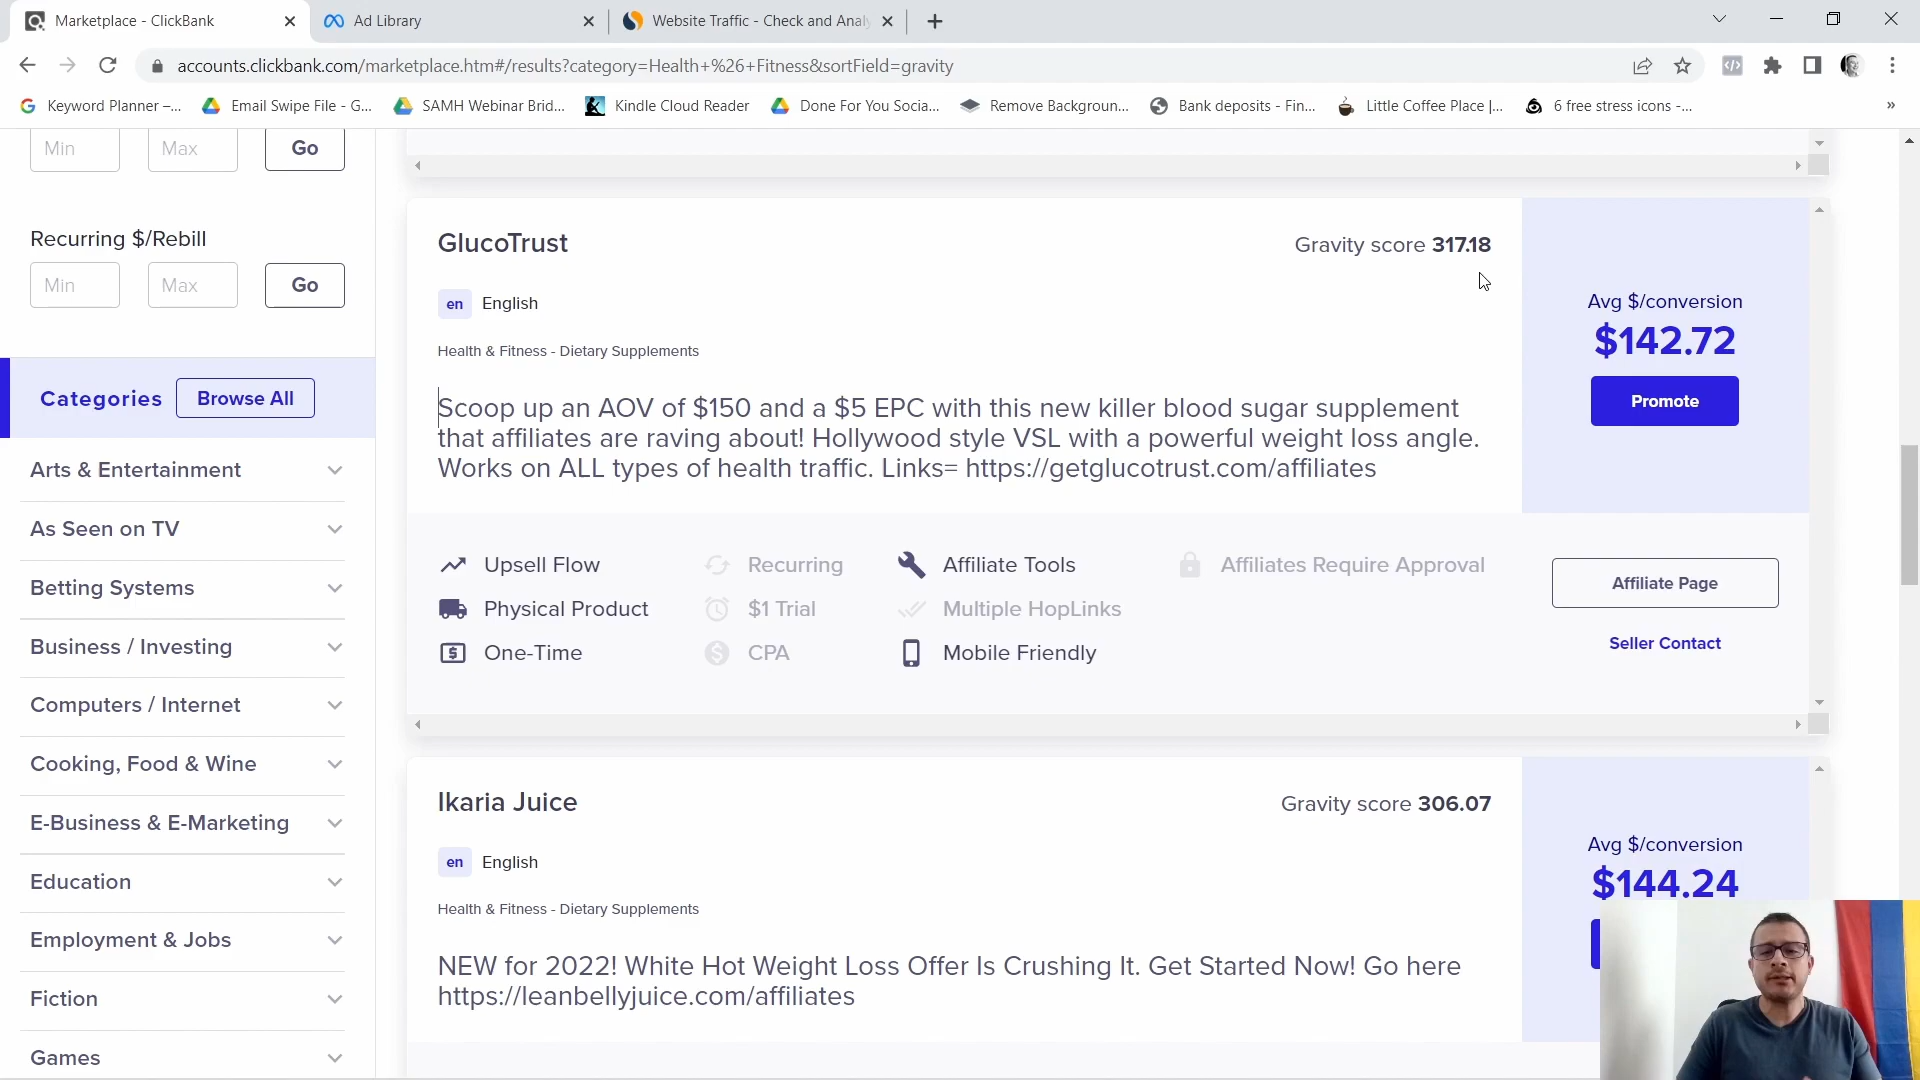 Marketplace - ClickBank
Ad Library
Website Traffic - Check and Analy
accounts.clickbank.com/marketplace.htm#/results?category=Health+%26+Fitness&sortField=gravity
Keyword Planner –...
Email Swipe File - G...
SAMH Webinar Brid...
Kindle Cloud Reader
Done For You Socia...
Remove Backgroun...
Bank deposits - Fin...
Little Coffee Place |...
6 free stress icons -...
»
Min
Max
Go
Recurring $/Rebill
Min
Max
Go
Categories
Browse All
Arts & Entertainment
As Seen on TV
Betting Systems
Business / Investing
Computers / Internet
Cooking, Food & Wine
E-Business & E-Marketing
Education
Employment & Jobs
Fiction
Games
GlucoTrust
Gravity score 317.18
en English
Health & Fitness - Dietary Supplements
Scoop up an AOV of $150 and a $5 EPC with this new killer blood sugar supplement
that affiliates are raving about! Hollywood style VSL with a powerful weight loss angle.
Works on ALL types of health traffic. Links= https://getglucotrust.com/affiliates
Avg $/conversion
$142.72
Promote
Upsell Flow
Recurring
Affiliate Tools
Affiliates Require Approval
Physical Product
$1 Trial
Multiple HopLinks
One-Time
CPA
Mobile Friendly
Affiliate Page
Seller Contact
Ikaria Juice
Gravity score 306.07
en English
Health & Fitness - Dietary Supplements
NEW for 2022! White Hot Weight Loss Offer Is Crushing It. Get Started Now! Go here
https://leanbellyjuice.com/affiliates
Avg $/conversion
$144.24